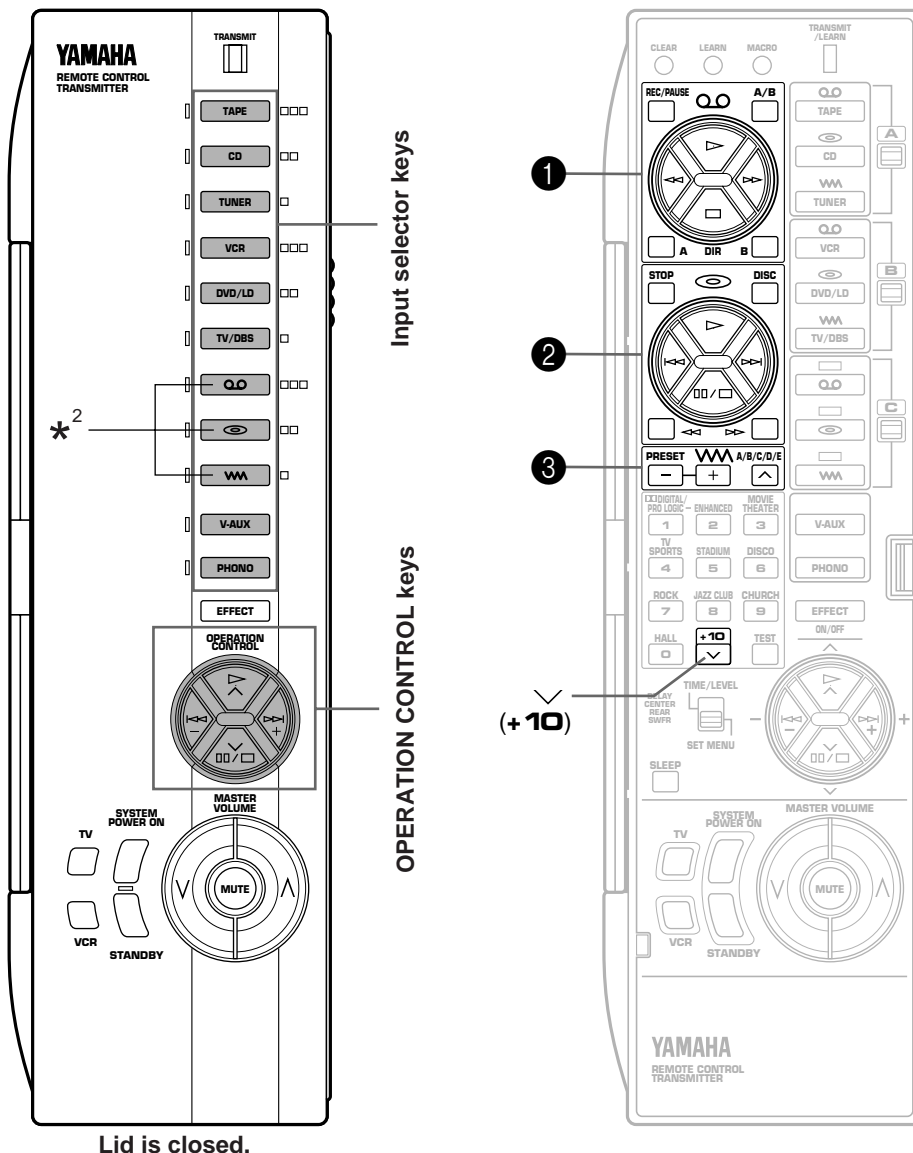 YAMAHA
REMOTE CONTROL
TRANSMITTER
TRANSMIT
TAPE
CD
TUNER
VCR
DVD/LD
TV/DBS
*2
V-AUX
PHONO
EFFECT
OPERATION
CONTROL
–
+
MASTER
VOLUME
SYSTEM
POWER ON
TV
MUTE
VCR
STANDBY
Lid is closed.
Input selector keys
OPERATION CONTROL keys
TRANSMIT
/LEARN
CLEAR
LEARN
MACRO
1
REC/PAUSE
A/B
A DIR B
2
STOP
DISC
3
PRESET
A/B/C/D/E
–
+
TAPE
CD
TUNER
A
VCR
DVD/LD
TV/DBS
B
C
DIGITAL/
PRO LOGIC – ENHANCED
MOVIE
THEATER
1
2
3
V-AUX
TV
SPORTS
STADIUM
DISCO
4
5
6
PHONO
ROCK
JAZZ CLUB
CHURCH
7
8
9
EFFECT
ON/OFF
HALL
+10
TEST
0
(+10)
TIME/LEVEL
DELAY
CENTER
REAR
SWFR
SET MENU
–
–
+
+
SLEEP
MASTER VOLUME
SYSTEM
POWER ON
TV
MUTE
VCR
STANDBY
YAMAHA
REMOTE CONTROL
TRANSMITTER